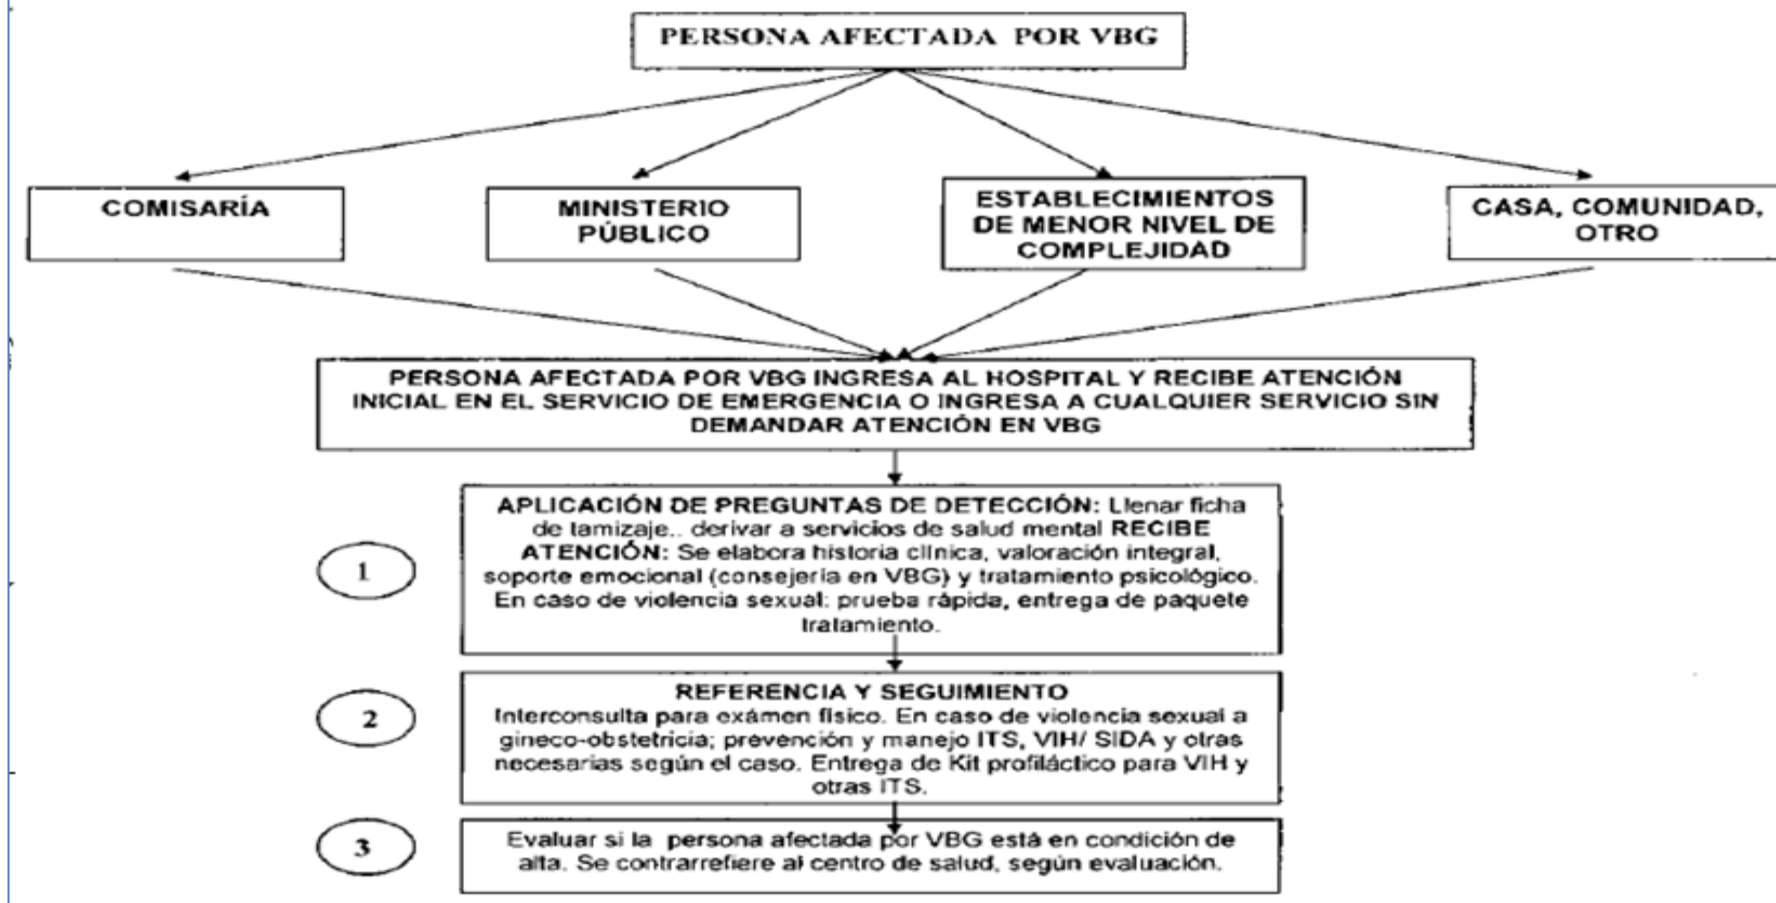 PERSONA AFECTADA POR VBG
COMISARÍA
MINISTERIO
PÚBLICO
ESTABLECIMIENTOS
DE MENOR NIVEL DE
COMPLEJIDAD
CASA, COMUNIDAD,
OTRO
PERSONA AFECTADA POR VBG INGRESA AL HOSPITAL Y RECIBE ATENCIÓN
INICIAL EN EL SERVICIO DE EMERGENCIA O INGRESA A CUALQUIER SERVICIO SIN
DEMANDAR ATENCIÓN EN VBG
1
APLICACIÓN DE PREGUNTAS DE DETECCIÓN: Llenar ficha
de tamizaje.. derivar a servicios de salud mental RECIBE
ATENCIÓN: Se elabora historia clínica, valoración integral,
soporte emocional (consejería en VBG) y tratamiento psicológico.
En caso de violencia sexual: prueba rápida, entrega de paquete
tratamiento.
2
REFERENCIA Y SEGUIMIENTO
Interconsulta para exámen físico. En caso de violencia sexual a
gineco-obstetricia; prevención y manejo ITS, VIH/ SIDA y otras
necesarias según el caso. Entrega de Kit profiláctico para VIH y
otras ITS.
3
Evaluar si la persona afectada por VBG está en condición de
alta. Se contrarrefiere al centro de salud, según evaluación.